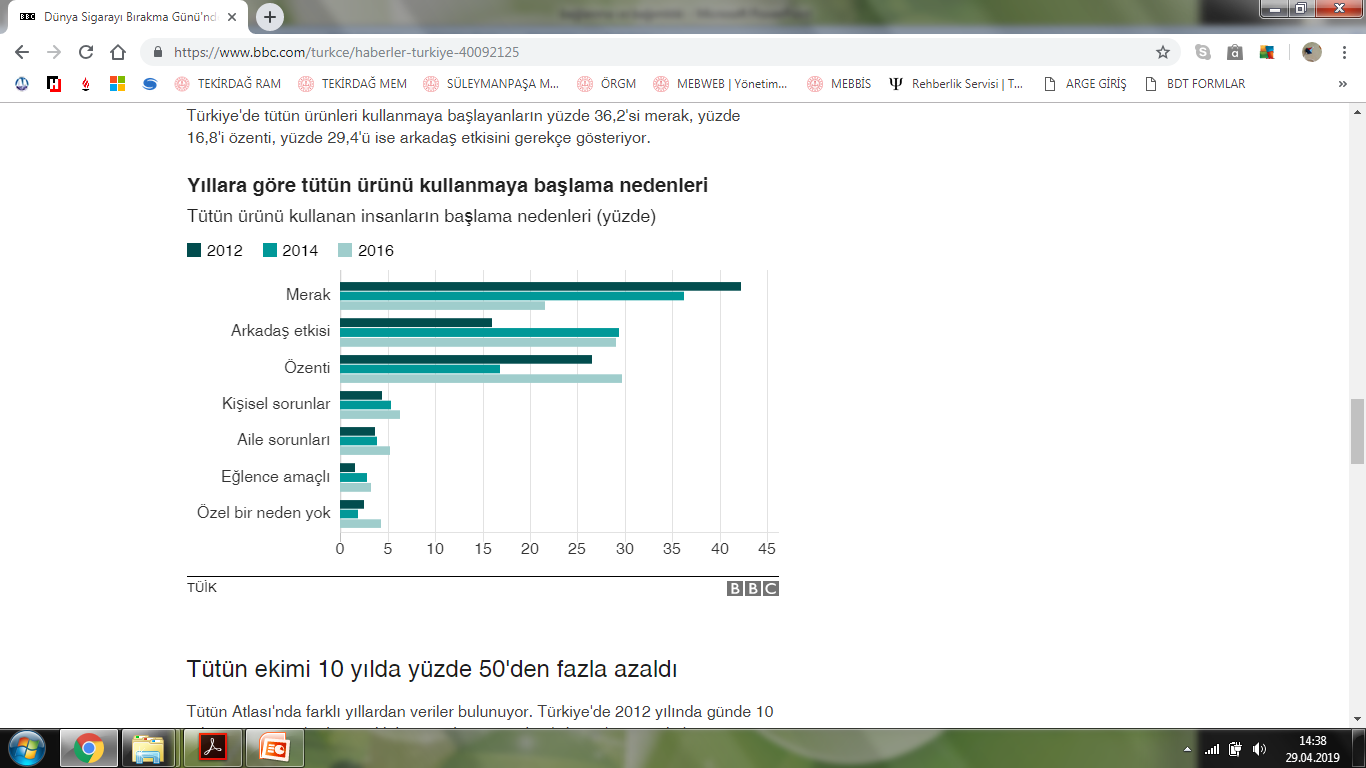 Dünya Sigarayı Bırakma Günü'nd
https://www.bbc.com/turkce/haberler-turkiye-40092125
TEKİRDAĞ RAM TEKİRDAĞ MEM SÜLEYMANPAŞA M... ÖRGM MEBWEB | Yönetim... MEBBİS Rehberlik Servisi | T... ARGE GİRİŞ BDT FORMLAR
Türkiye'de tütün ürünleri kullanmaya başlayanların yüzde 36,2'si merak, yüzde
16,8'i özenti, yüzde 29,4'ü ise arkadaş etkisini gerekçe gösteriyor.
Yıllara göre tütün ürünü kullanmaya başlama nedenleri
Tütün ürünü kullanan insanların başlama nedenleri (yüzde)
2012 2014 2016
Merak
Arkadaş etkisi
Özenti
Kişisel sorunlar
Aile sorunları
Eğlence amaçlı
Özel bir neden yok
0 5 10 15 20 25 30 35 40 45
TÜİK BBC
Tütün ekimi 10 yılda yüzde 50'den fazla azaldı
Tütün Atlası'nda farklı yıllardan veriler bulunuyor. Türkiye'de 2012 yılında günde 10
14:38
29.04.2019